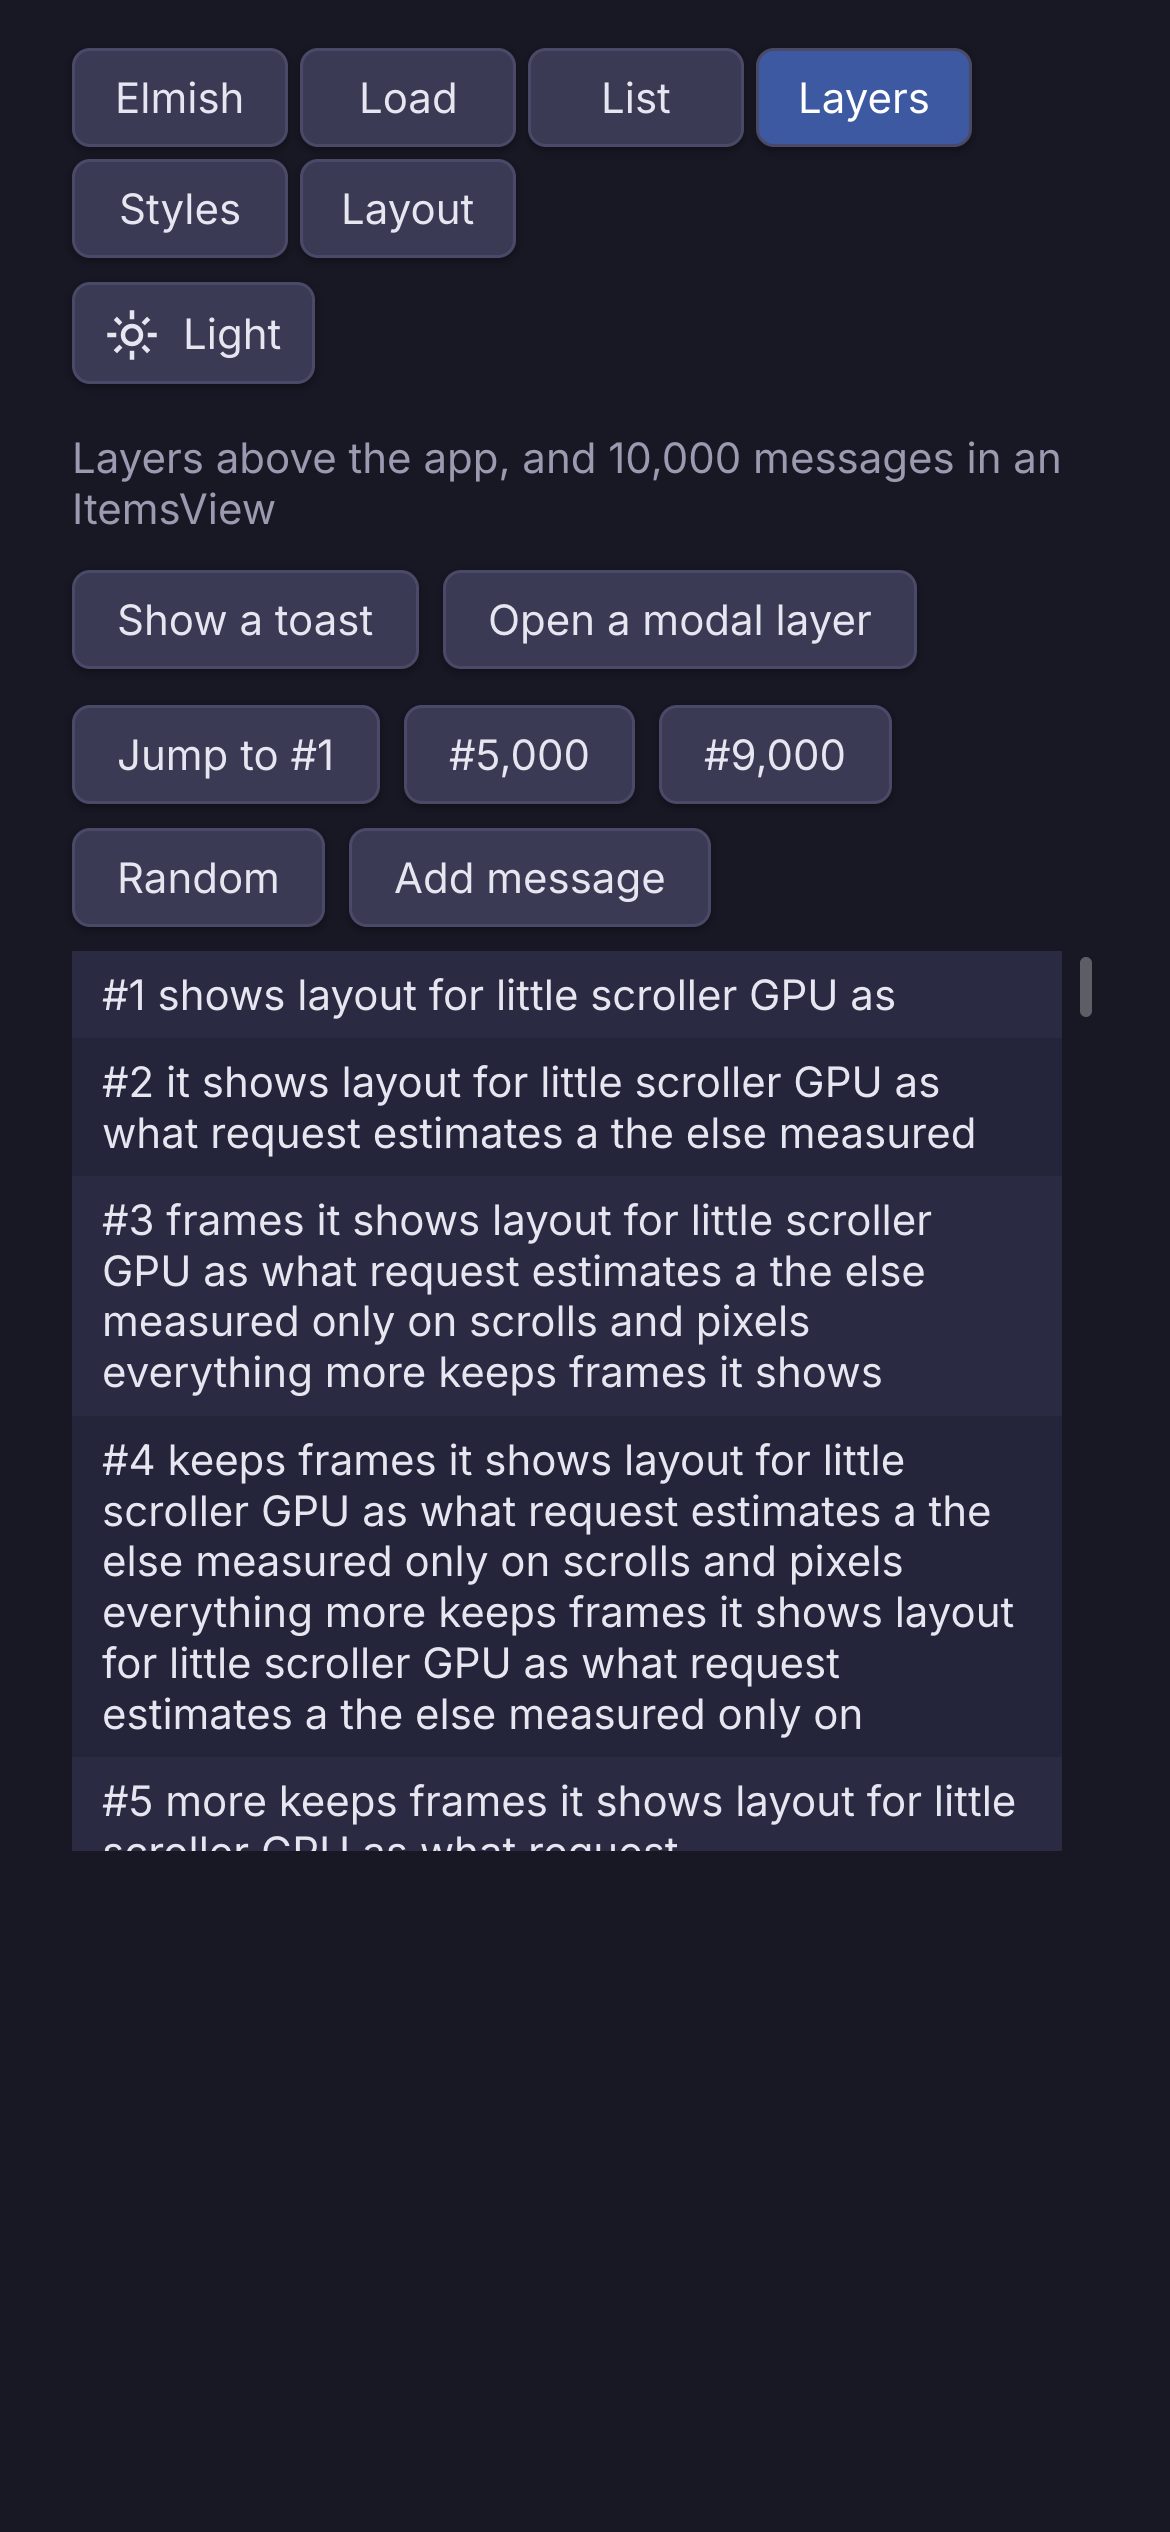 Elmish Load List Layers
Styles Layout
Light
Layers above the app, and 10,000 messages in an
ItemsView
Show a toast Open a modal layer
Jump to #1 #5,000 #9,000
Random Add message
#1 shows layout for little scroller GPU as
#2 it shows layout for little scroller GPU as
what request estimates a the else measured
#3 frames it shows layout for little scroller
GPU as what request estimates a the else
measured only on scrolls and pixels
everything more keeps frames it shows
#4 keeps frames it shows layout for little
scroller GPU as what request estimates a the
else measured only on scrolls and pixels
everything more keeps frames it shows layout
for little scroller GPU as what request
estimates a the else measured only on
#5 more keeps frames it shows layout for little
scroller GPU as what request